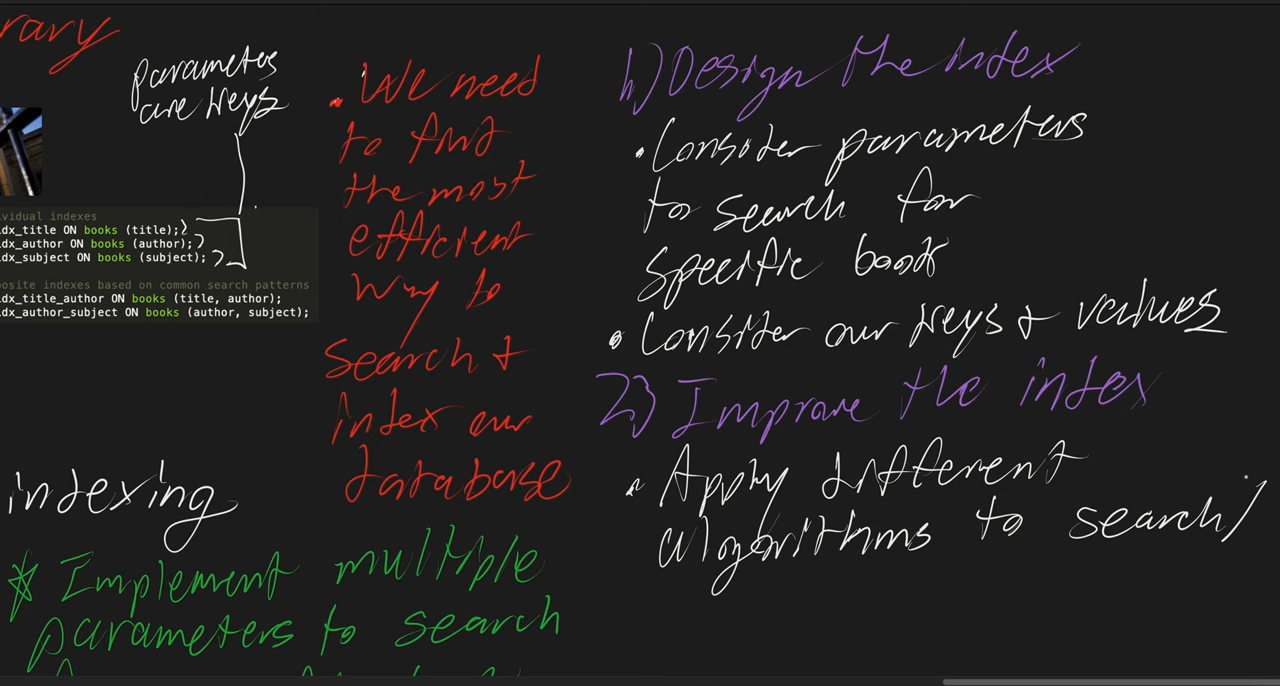 rary
parameters
are keys
ividual indexes
idx_title ON books (title);
idx_author ON books (author);
idx_subject ON books (subject);
posite indexes based on common search patterns
idx_title_author ON books (title, author);
idx_author_subject ON books (author, subject);
indexing
* Implement multiple
parameters to search
• We need
to find
the most
efficient
way to
search +
index our
database
1) Design the index
• Consider parameters
to search for
specific book
• Consider our keys + values
2) Improve the index
• Apply different
algorithms to search/